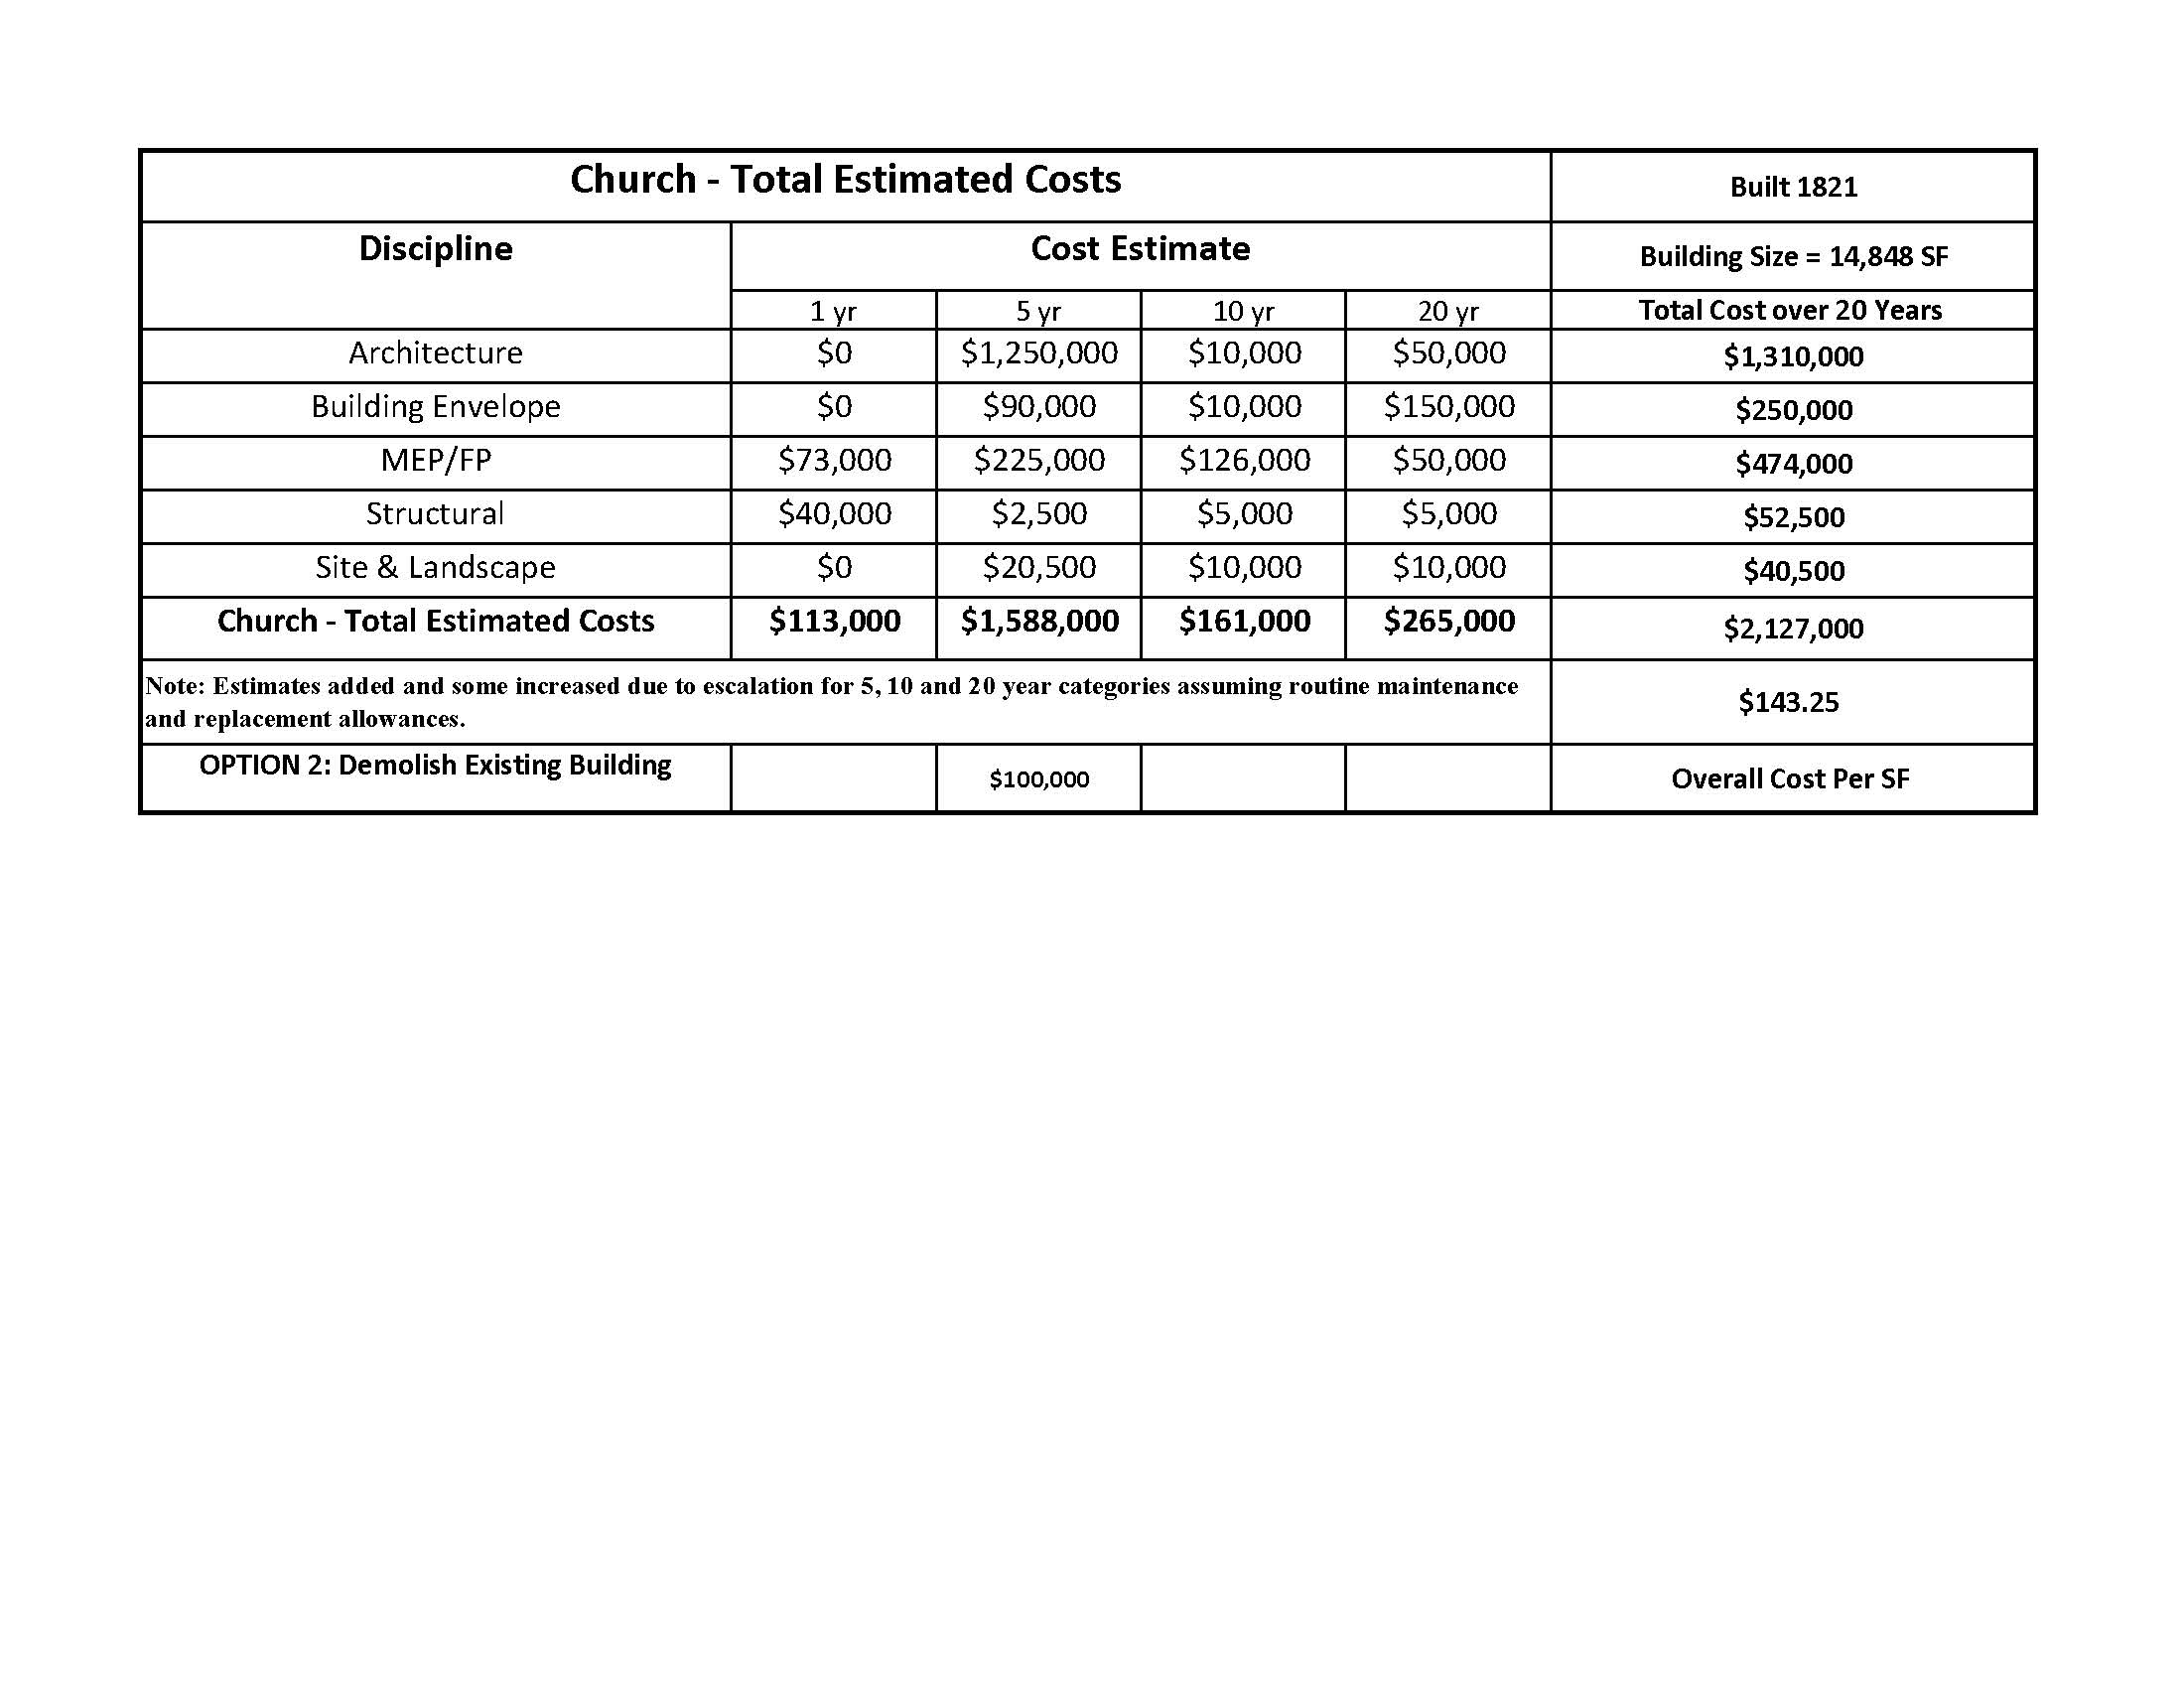 Church - Total Estimated Costs Built 1821
Discipline Cost Estimate Building Size = 14,848 SF
1 yr 5 yr 10 yr 20 yr Total Cost over 20 Years
Architecture $0 $1,250,000 $10,000 $50,000 $1,310,000
Building Envelope $0 $90,000 $10,000 $150,000 $250,000
MEP/FP $73,000 $225,000 $126,000 $50,000 $474,000
Structural $40,000 $2,500 $5,000 $5,000 $52,500
Site & Landscape $0 $20,500 $10,000 $10,000 $40,500
Church - Total Estimated Costs $113,000 $1,588,000 $161,000 $265,000 $2,127,000
Note: Estimates added and some increased due to escalation for 5, 10 and 20 year categories assuming routine maintenance
and replacement allowances.
$143.25
OPTION 2: Demolish Existing Building $100,000 Overall Cost Per SF